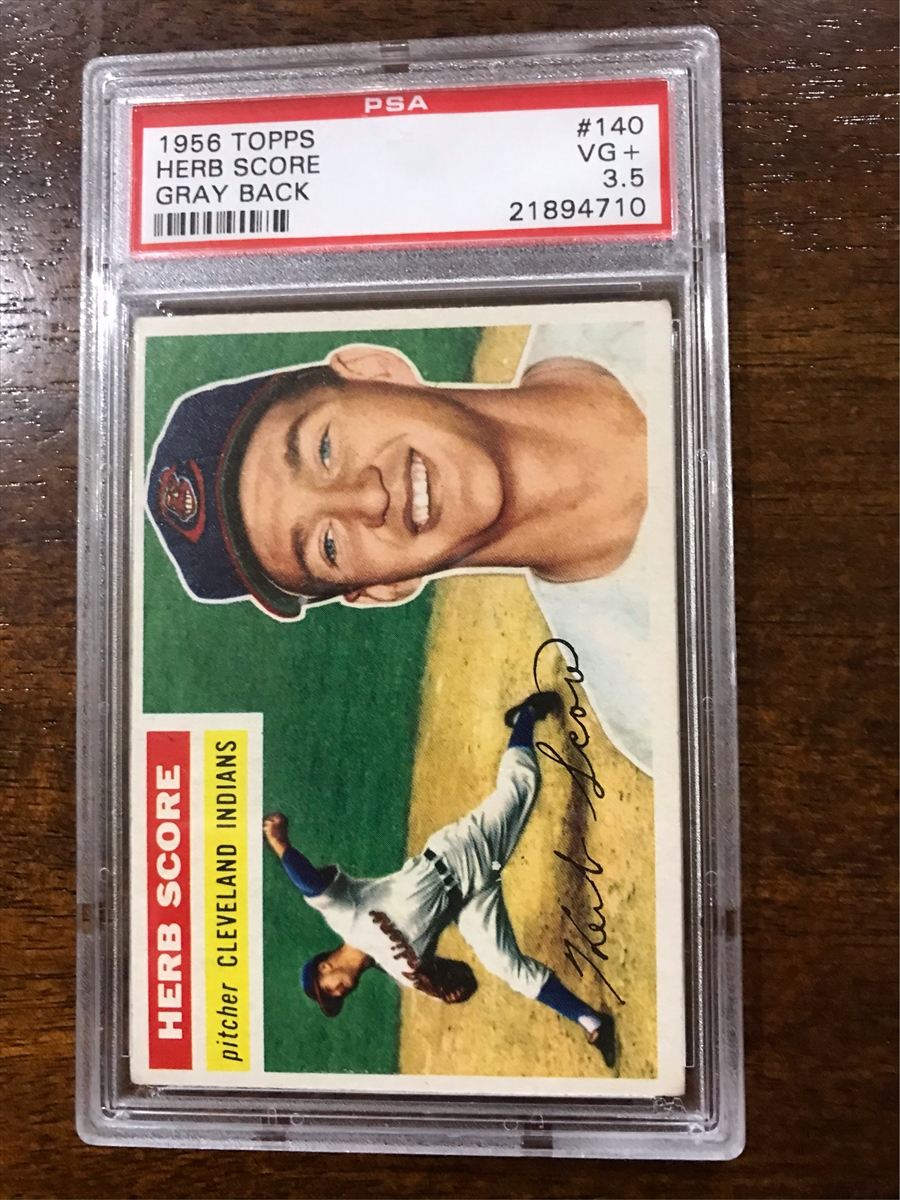 PSA
1956 TOPPS #140
HERB SCORE VG +
GRAY BACK 3.5
21894710
HERB SCORE
pitcher CLEVELAND INDIANS
Indians
Herb Score